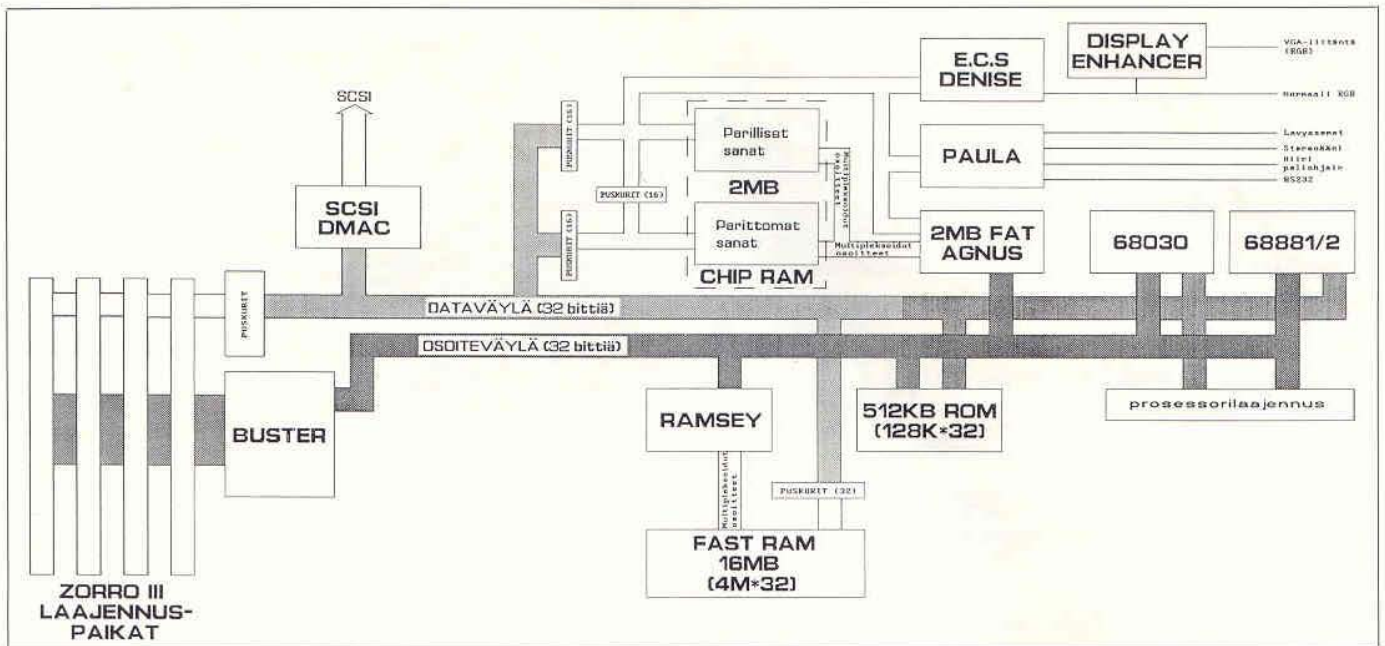 E.C.S
DENISE
DISPLAY
ENHANCER
VGA-liitäntä
(RGB)
Normaali RGB
SCSI
PUSKURIT (16)
Parilliset
sanat
2MB
PUSKURIT (16)
PUSKURIT (16)
Parittomat
sanat
CHIP RAM
Multipleksoidut
osoitteet
Multipleksoidut
osoitteet
PAULA
Levyasemat
Stereoääni
Hiiri
peliohjain
RS232
SCSI
DMAC
2MB FAT
AGNUS
68030
68881/2
PUSKURIT
DATAVÄYLÄ (32 bittiä)
OSOITEVÄYLÄ (32 bittiä)
BUSTER
RAMSEY
512KB ROM
(128K*32)
prosessorilaajennus
Multipleksoidut
osoitteet
PUSKURIT (32)
FAST RAM
16MB
(4M*32)
ZORRO III
LAAJENNUS-
PAIKAT